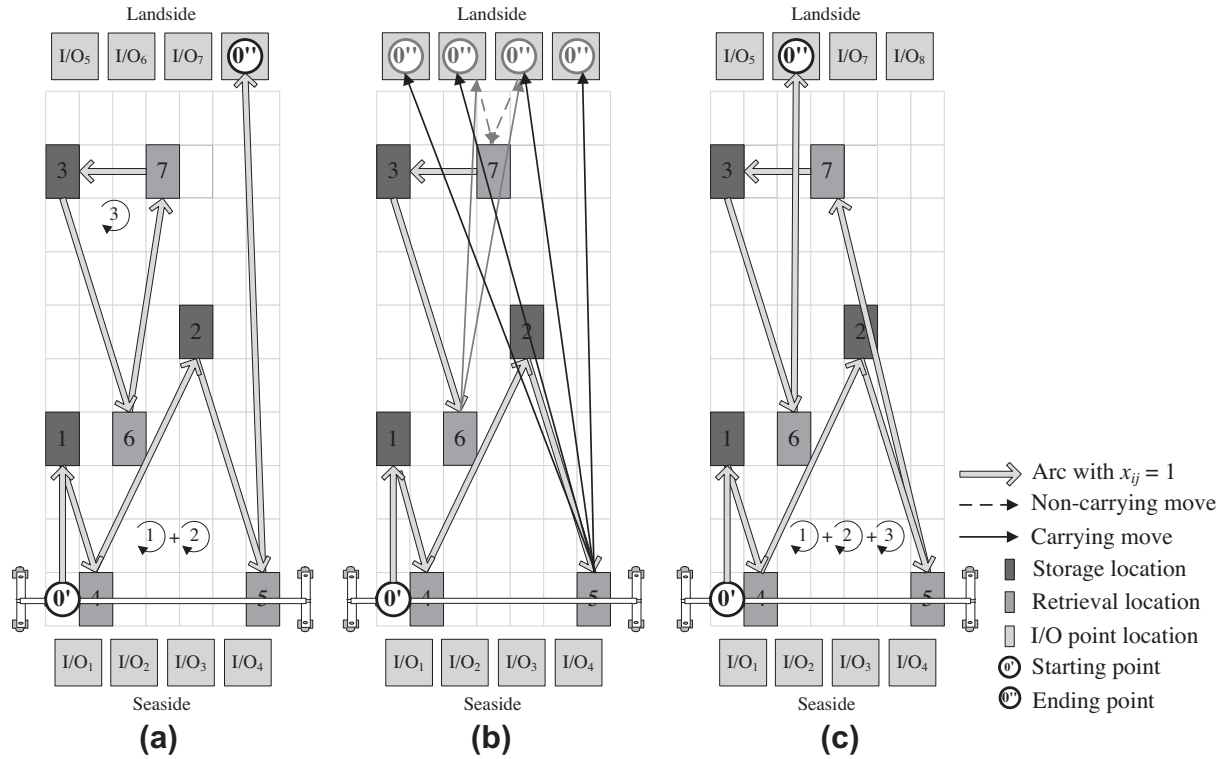 Landside Landside Landside
I/O5 I/O6 I/O7 0'' 0'' 0'' 0'' 0'' I/O5 0'' I/O7 I/O8
3 7 3 7 3 7
3
2 2 2
1 6 1 6 1 6
Arc with xij = 1
Non-carrying move
1 + 2 1 + 2 + 3
Carrying move
Storage location
0' 4 5 0' 4 5 0' 4 5
Retrieval location
I/O point location
I/O1 I/O2 I/O3 I/O4 I/O1 I/O2 I/O3 I/O4 I/O1 I/O2 I/O3 I/O4
0' Starting point
0'' Ending point
Seaside Seaside Seaside
(a) (b) (c)